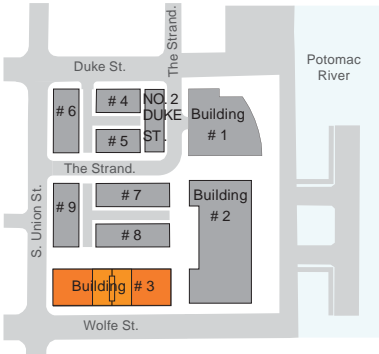 The Strand.
Duke St.
Potomac
River
# 6
# 4
NO. 2
DUKE
ST.
Building
# 1
# 5
The Strand.
S. Union St.
# 9
# 7
Building
# 2
# 8
Building # 3
Wolfe St.